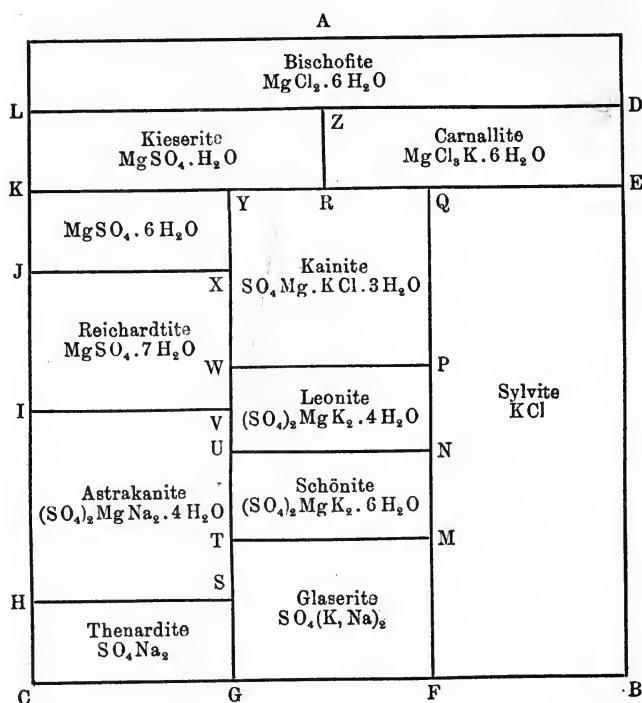 A
Bischofite
MgCl₂.6H₂O
L
Z
D
Kieserite
MgSO₄.H₂O
Carnallite
MgCl₃K.6H₂O
K
Y
R
Q
E
MgSO₄.6H₂O
J
X
Kainite
SO₄Mg.KCl.3H₂O
Reichardtite
MgSO₄.7H₂O
W
P
Leonite
(SO₄)₂MgK₂.4H₂O
Sylvite
KCl
I
V
U
N
Astrakanite
(SO₄)₂MgNa₂.4H₂O
Schönite
(SO₄)₂MgK₂.6H₂O
T
M
S
H
Glaserite
SO₄(K, Na)₂
Thenardite
SO₄Na₂
C
G
F
B